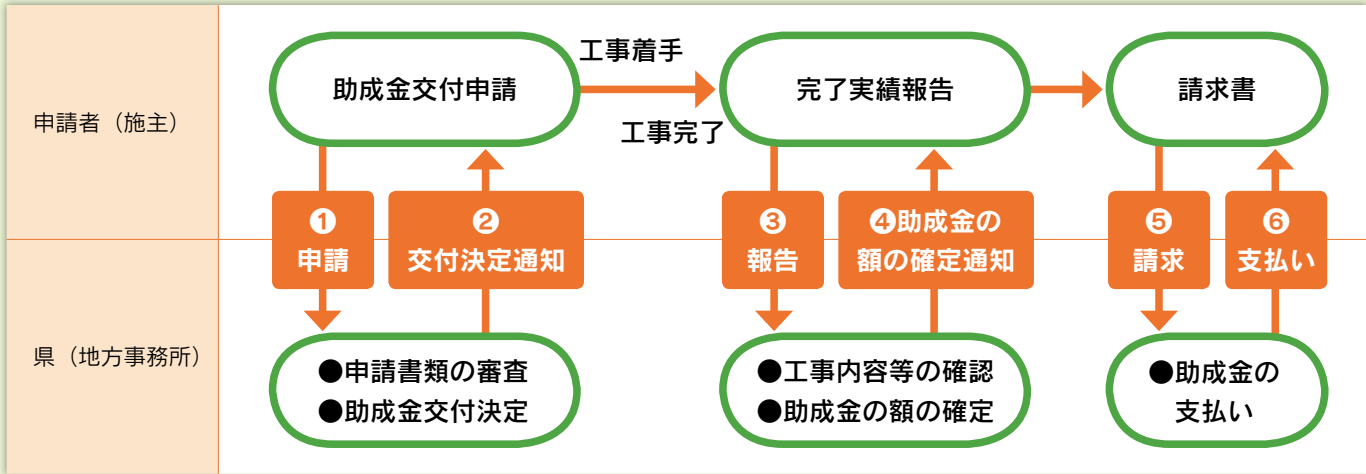 申請者（施主）
助成金交付申請
工事着手
工事完了
完了実績報告
請求書
❶
申請
❷
交付決定通知
❸
報告
❹助成金の
額の確定通知
❺
請求
❻
支払い
県（地方事務所）
●申請書類の審査
●助成金交付決定
●工事内容等の確認
●助成金の額の確定
●助成金の
支払い